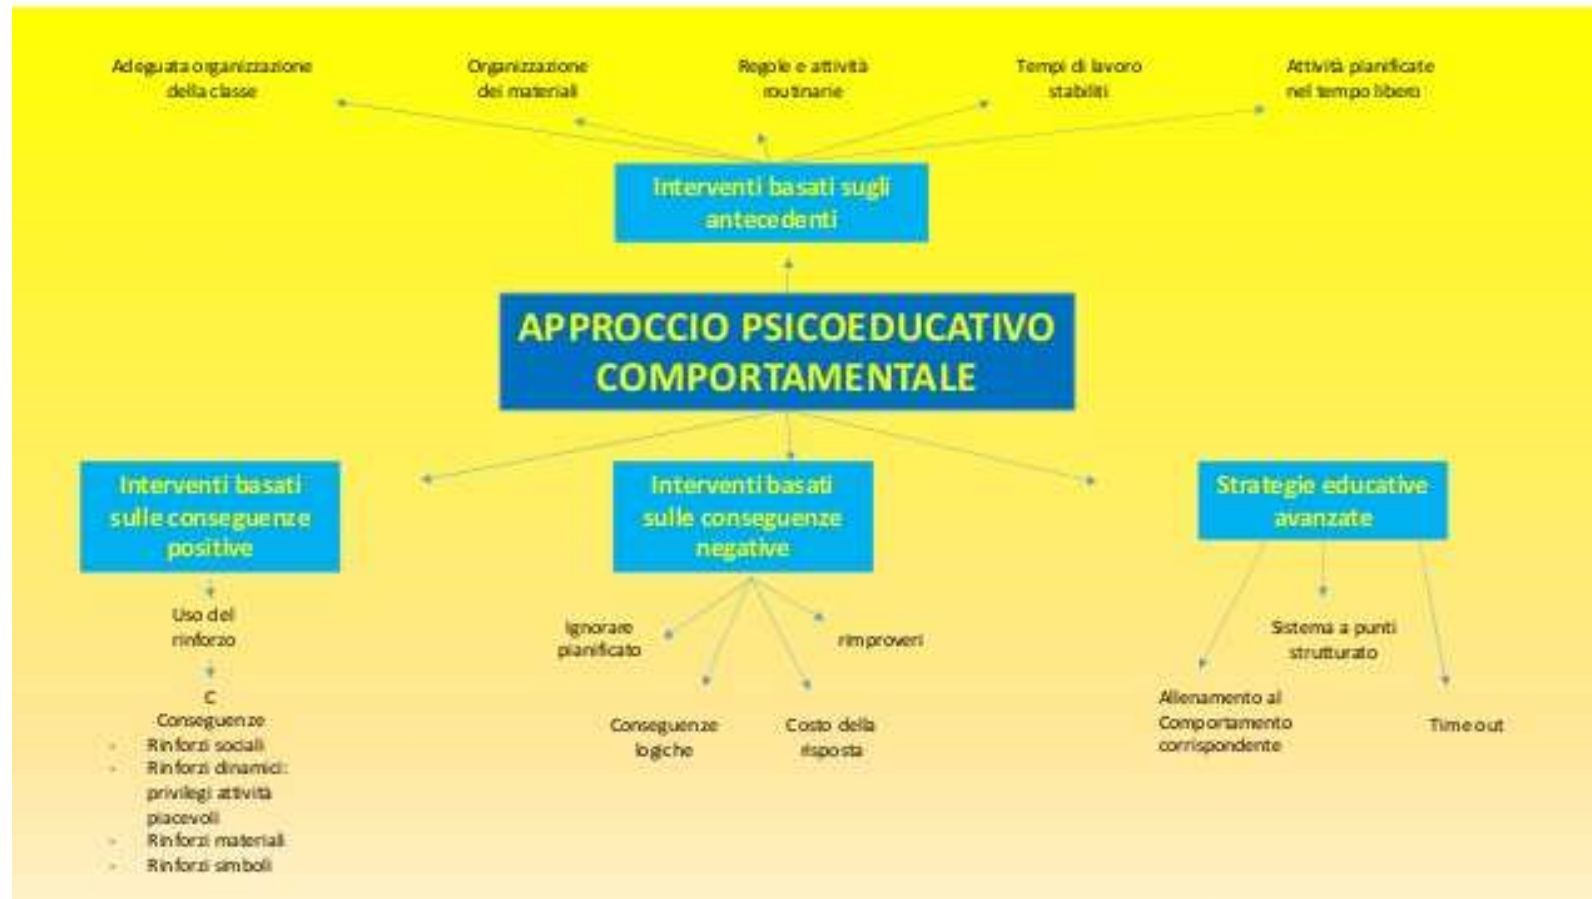 Adeguata organizzazione
della classe
Organizzazione
dei materiali
Regole e attività
routinarie
Tempi di lavoro
stabiliti
Attività pianificate
nel tempo libero
Interventi basati sugli
antecedenti
APPROCCIO PSICOEDUCATIVO
COMPORTAMENTALE
Interventi basati
sulle conseguenze
positive
Interventi basati
sulle conseguenze
negative
Strategie educative
avanzate
Uso del
rinforzo
C
Conseguenze
- Rinforzi sociali
- Rinforzi dinamici:
privilegi attività
piacevoli
- Rinforzi materiali
- Rinforzi simboli
Ignorare
pianificato
rimproveri
Conseguenze
logiche
Costo della
risposta
Sistema a punti
strutturato
Allenamento al
Comportamento
corrispondente
Time out